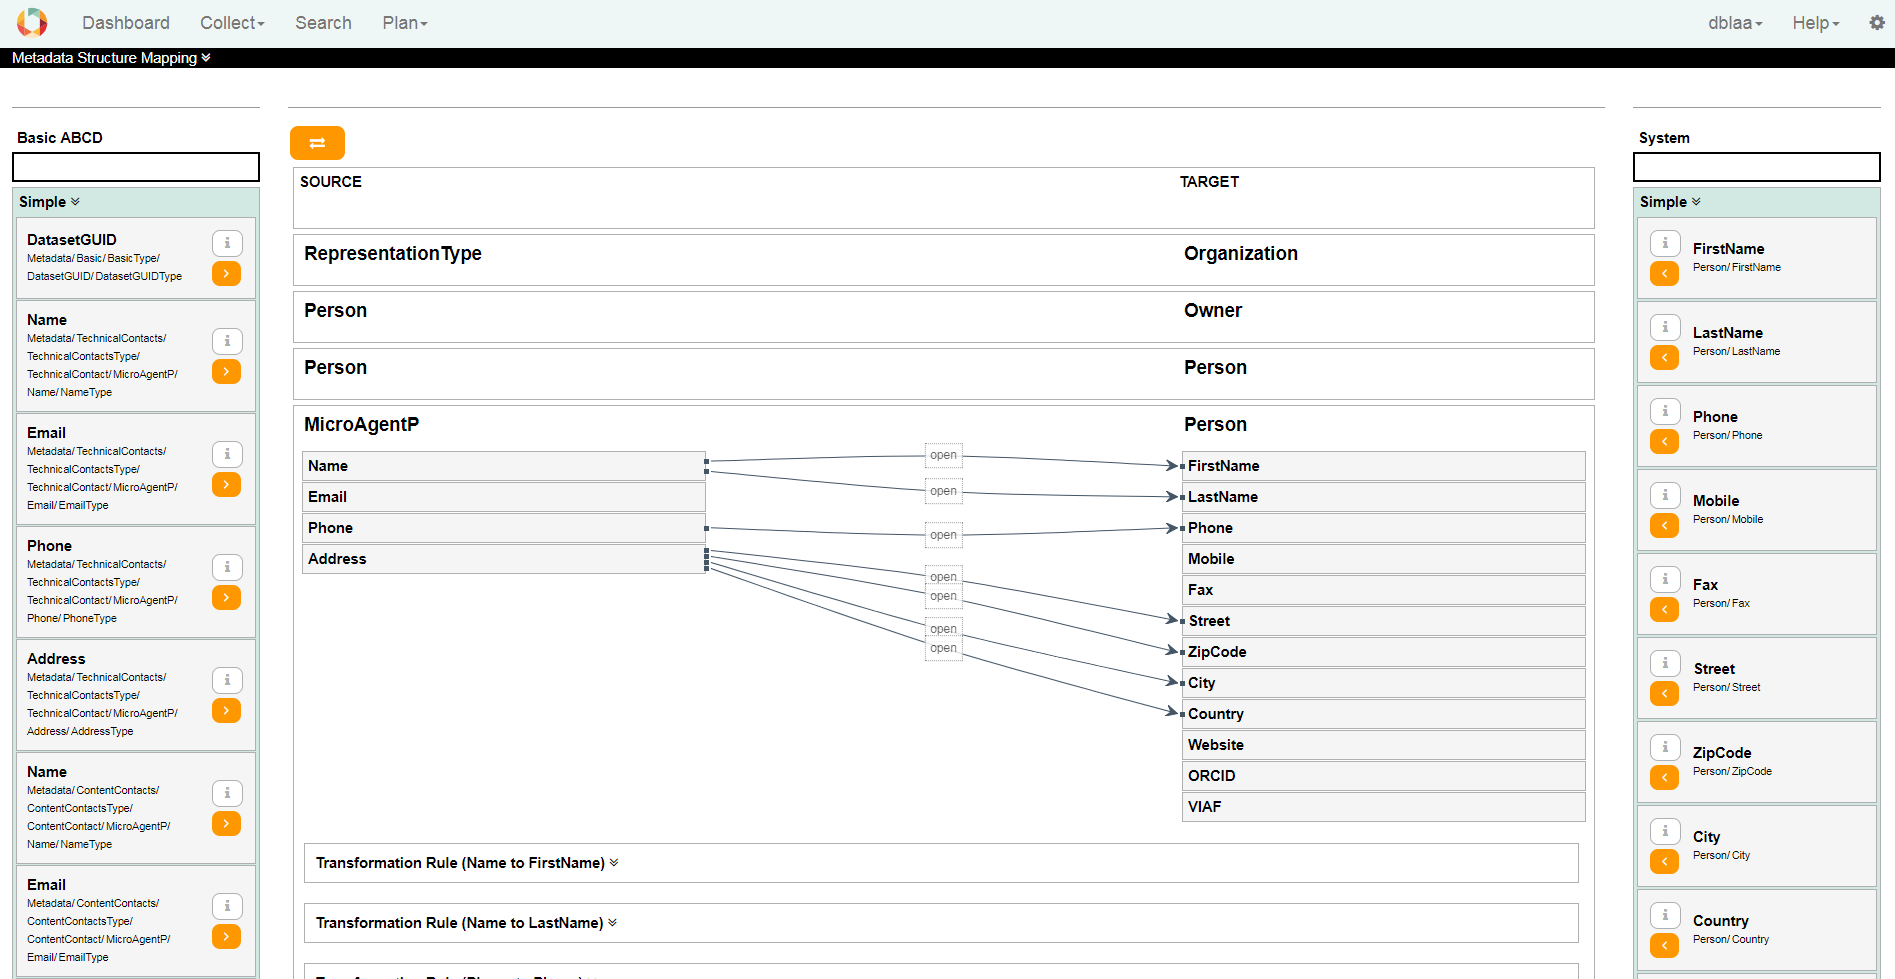 Dashboard
Collect
Search
Plan
dblaa
Help
Metadata Structure Mapping
Basic ABCD
Simple
DatasetGUID
Metadata/ Basic/ BasicType/
DatasetGUID/ DatasetGUIDType
Name
Metadata/ TechnicalContacts/
TechnicalContactsType/
TechnicalContact/ MicroAgentP/
Name/ NameType
Email
Metadata/ TechnicalContacts/
TechnicalContactsType/
TechnicalContact/ MicroAgentP/
Email/ EmailType
Phone
Metadata/ TechnicalContacts/
TechnicalContactsType/
TechnicalContact/ MicroAgentP/
Phone/ PhoneType
Address
Metadata/ TechnicalContacts/
TechnicalContactsType/
TechnicalContact/ MicroAgentP/
Address/ AddressType
Name
Metadata/ ContentContacts/
ContentContactsType/
ContentContact/ MicroAgentP/
Name/ NameType
Email
Metadata/ ContentContacts/
ContentContactsType/
ContentContact/ MicroAgentP/
Email/ EmailType
SOURCE
TARGET
RepresentationType
Organization
Person
Owner
Person
Person
MicroAgentP
Person
Name
Email
Phone
Address
open
open
open
open
open
open
open
FirstName
LastName
Phone
Mobile
Fax
Street
ZipCode
City
Country
Website
ORCID
VIAF
Transformation Rule (Name to FirstName)
Transformation Rule (Name to LastName)
System
Simple
FirstName
Person/ FirstName
LastName
Person/ LastName
Phone
Person/ Phone
Mobile
Person/ Mobile
Fax
Person/ Fax
Street
Person/ Street
ZipCode
Person/ ZipCode
City
Person/ City
Country
Person/ Country